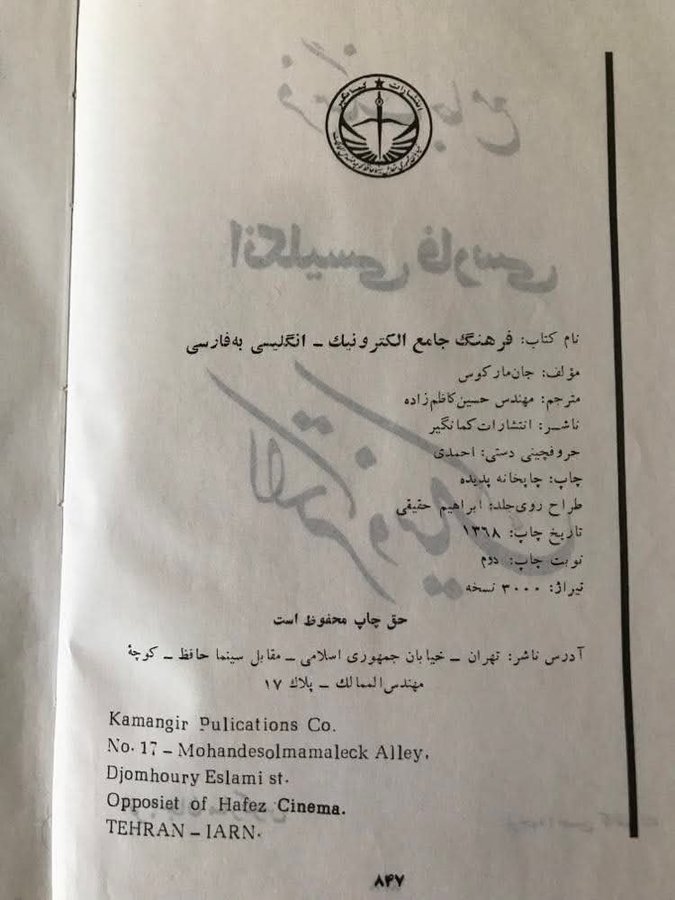 انتشارات کمانگیر
نام کتاب: فرهنگ جامع الکترونیک ـ انگلیسی به فارسی
مؤلف: جان مارکوس
مترجم: مهندس حسین کاظم‌زاده
ناشر: انتشارات کمانگیر
حروفچینی دستی: احمدی
چاپ: چاپخانه پدیده
طراح روی جلد: ابراهیم حقیقی
تاریخ چاپ: ۱۳۶۸
نوبت چاپ: دوم
تیراژ: ۳۰۰۰ نسخه
حق چاپ محفوظ است
آدرس ناشر: تهران ـ خیابان جمهوری اسلامی ـ مقابل سینما حافظ ـ کوچهٔ
مهندس‌الممالک ـ پلاک ۱۷
Kamangir Pulications Co.
No. 17 – Mohandesolmamaleck Alley.
Djomhoury Eslami st.
Opposiet of Hafez Cinema.
TEHRAN – IARN.
۸۴۷